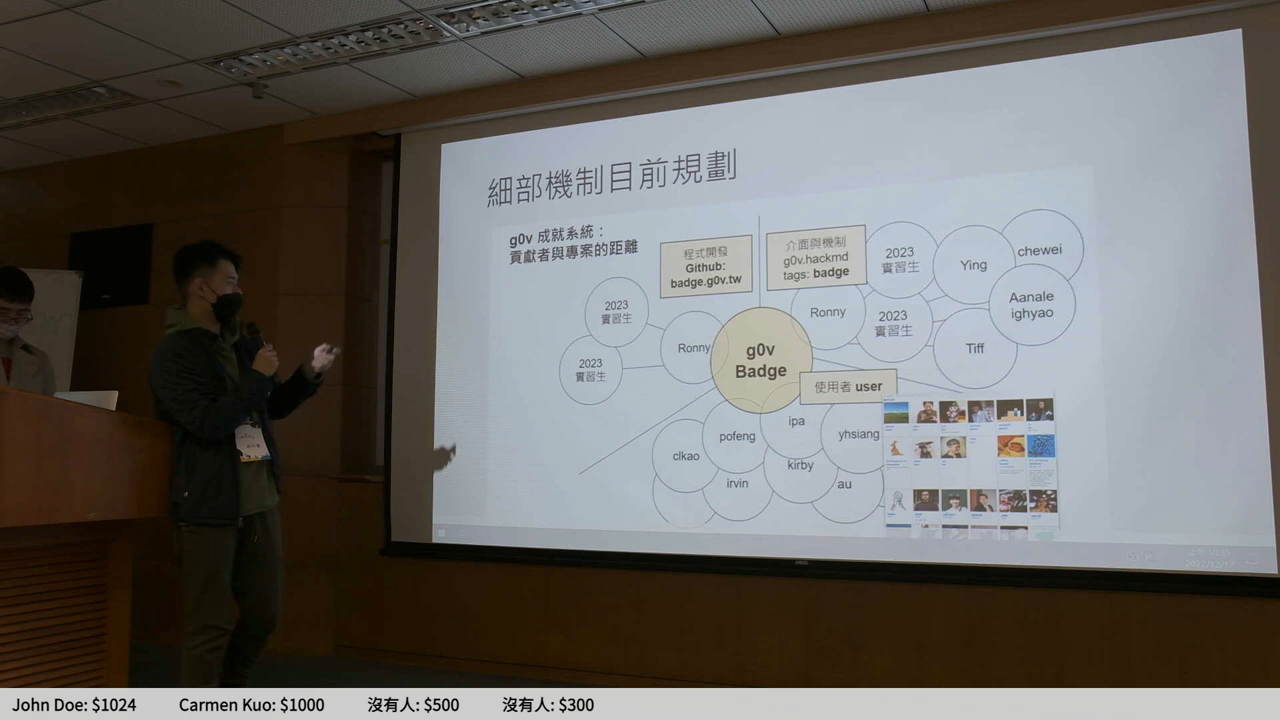 細部機制目前規劃
g0v 成就系統：
貢獻者與專案的距離
程式開發
Github:
badge.g0v.tw
介面與機制
g0v.hackmd
tags: badge
2023
實習生
Ying
chewei
Aanale
ighyao
2023
實習生
Ronny
Ronny
2023
實習生
Tiff
2023
實習生
g0v
Badge
使用者 user
ipa
pofeng
yhsiang
clkao
kirby
irvin
au
John Doe: $1024
Carmen Kuo: $1000
沒有人: $500
沒有人: $300